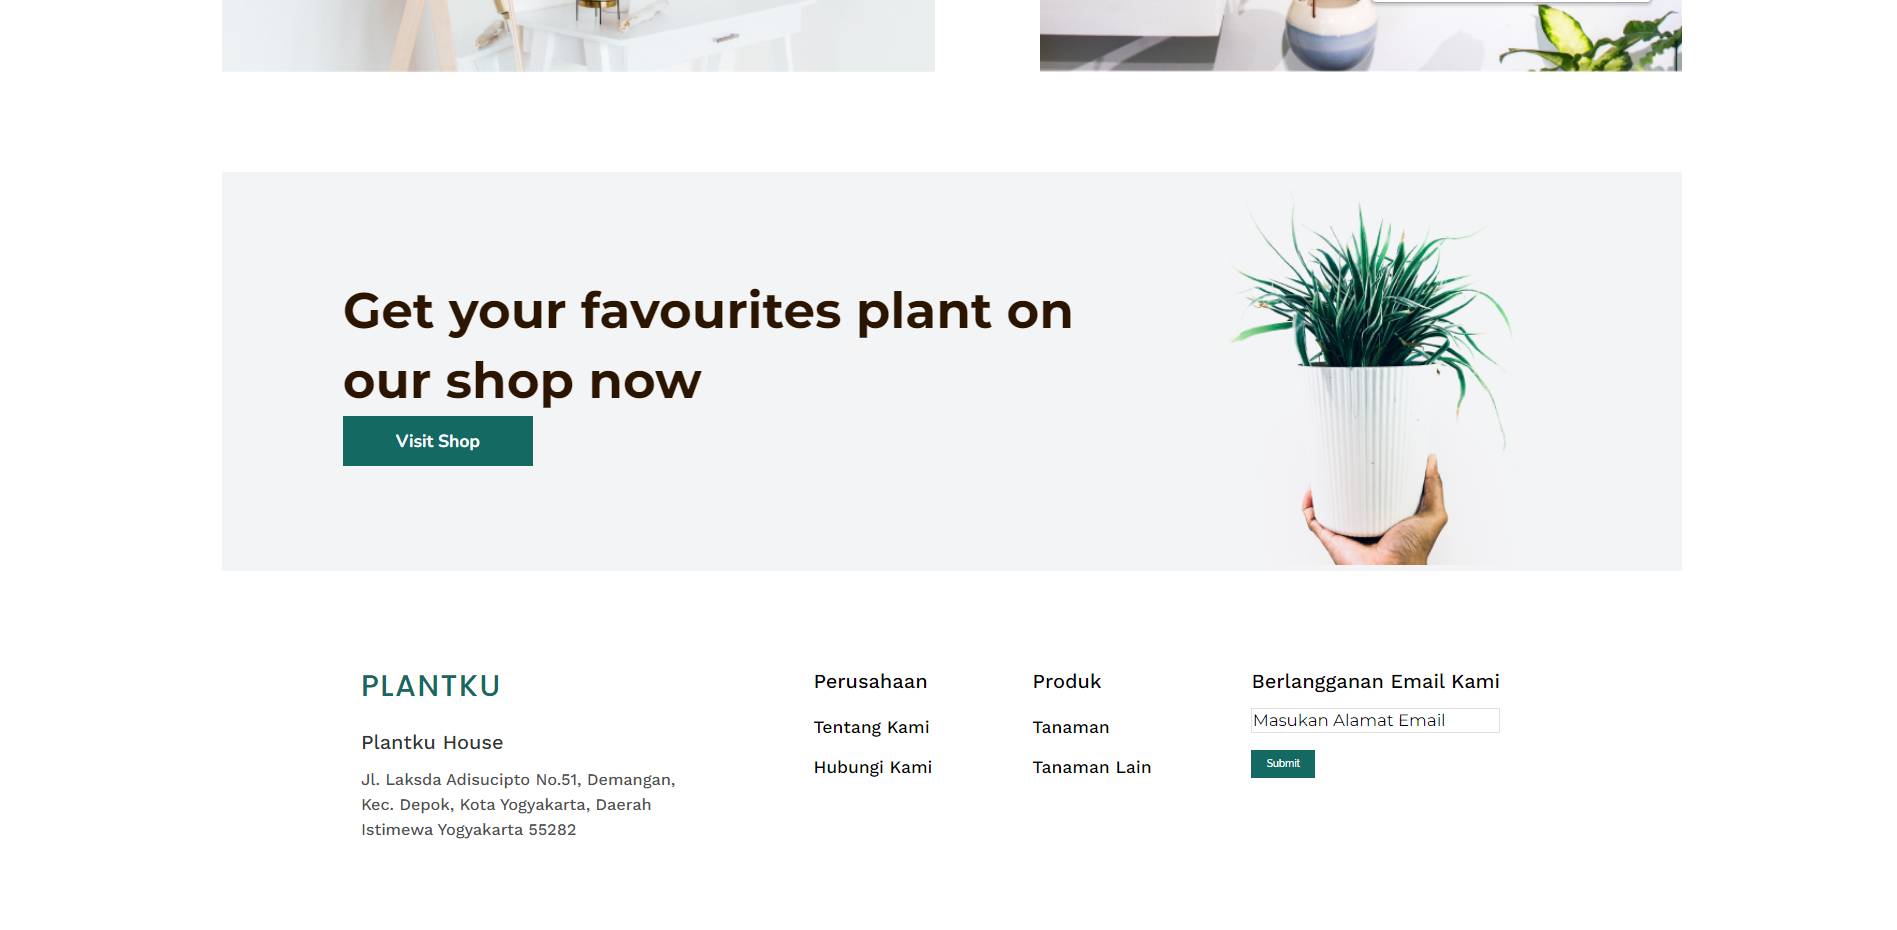 Get your favourites plant on
our shop now
Visit Shop
PLANTKU
Plantku House
Jl. Laksda Adisucipto No.51, Demangan,
Kec. Depok, Kota Yogyakarta, Daerah
Istimewa Yogyakarta 55282
Perusahaan
Tentang Kami
Hubungi Kami
Produk
Tanaman
Tanaman Lain
Berlangganan Email Kami
Masukan Alamat Email
Submit